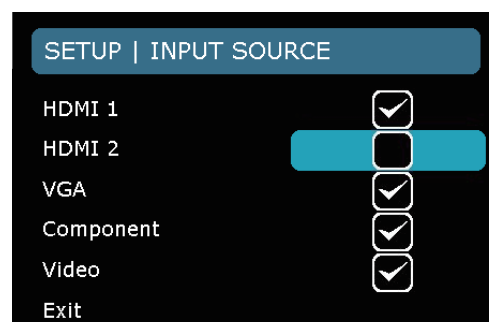 SETUP | INPUT SOURCE
HDMI 1
HDMI 2
VGA
Component
Video
Exit